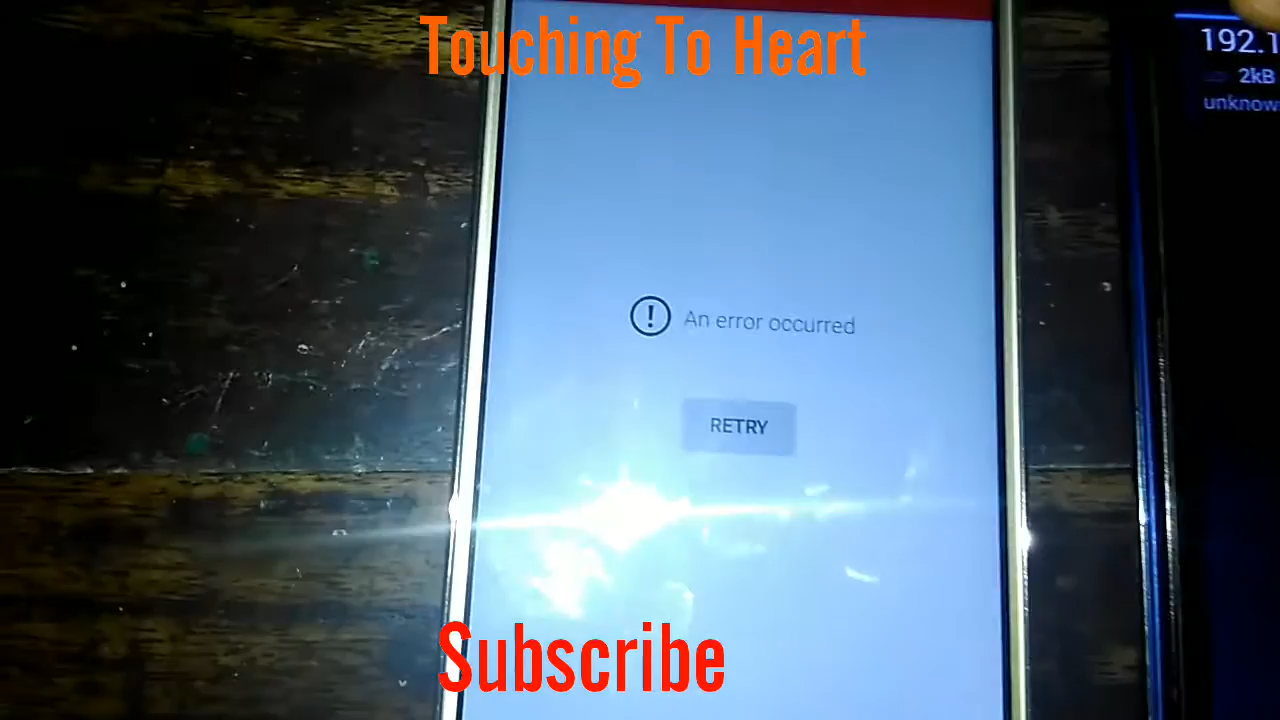 Touching To Heart
192.1
2kB
unknow
An error occurred
RETRY
Subscribe